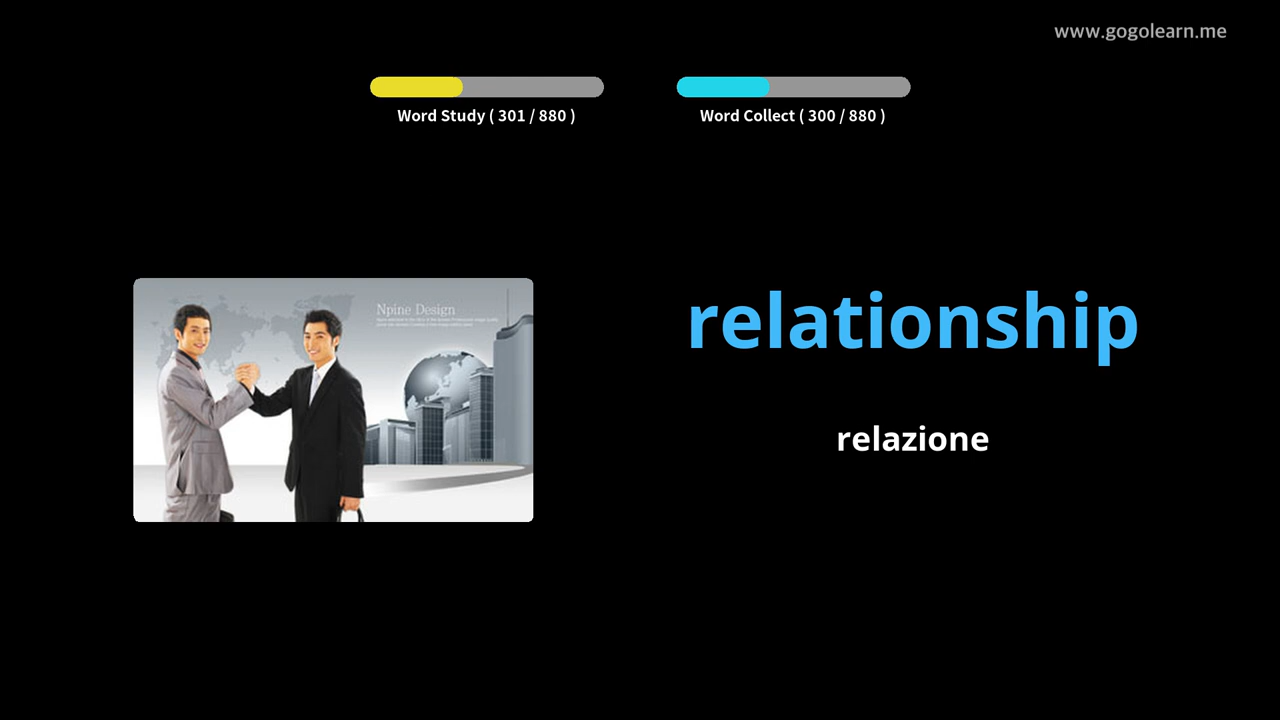 www.gogolearn.me
Word Study ( 301 / 880 )
Word Collect ( 300 / 880 )
Npine Design
relationship
relazione